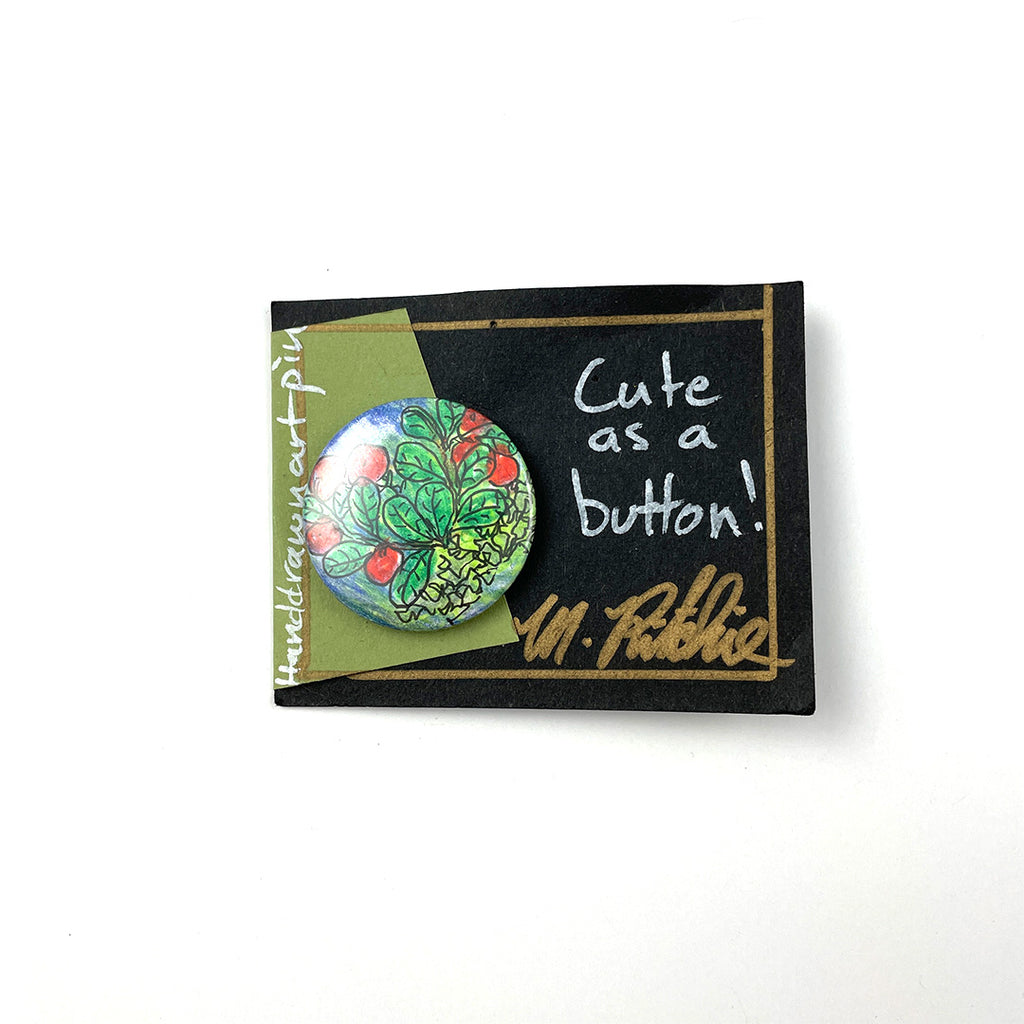 Handdrawn art pin
Cute
as a
button!
M. Ritchie